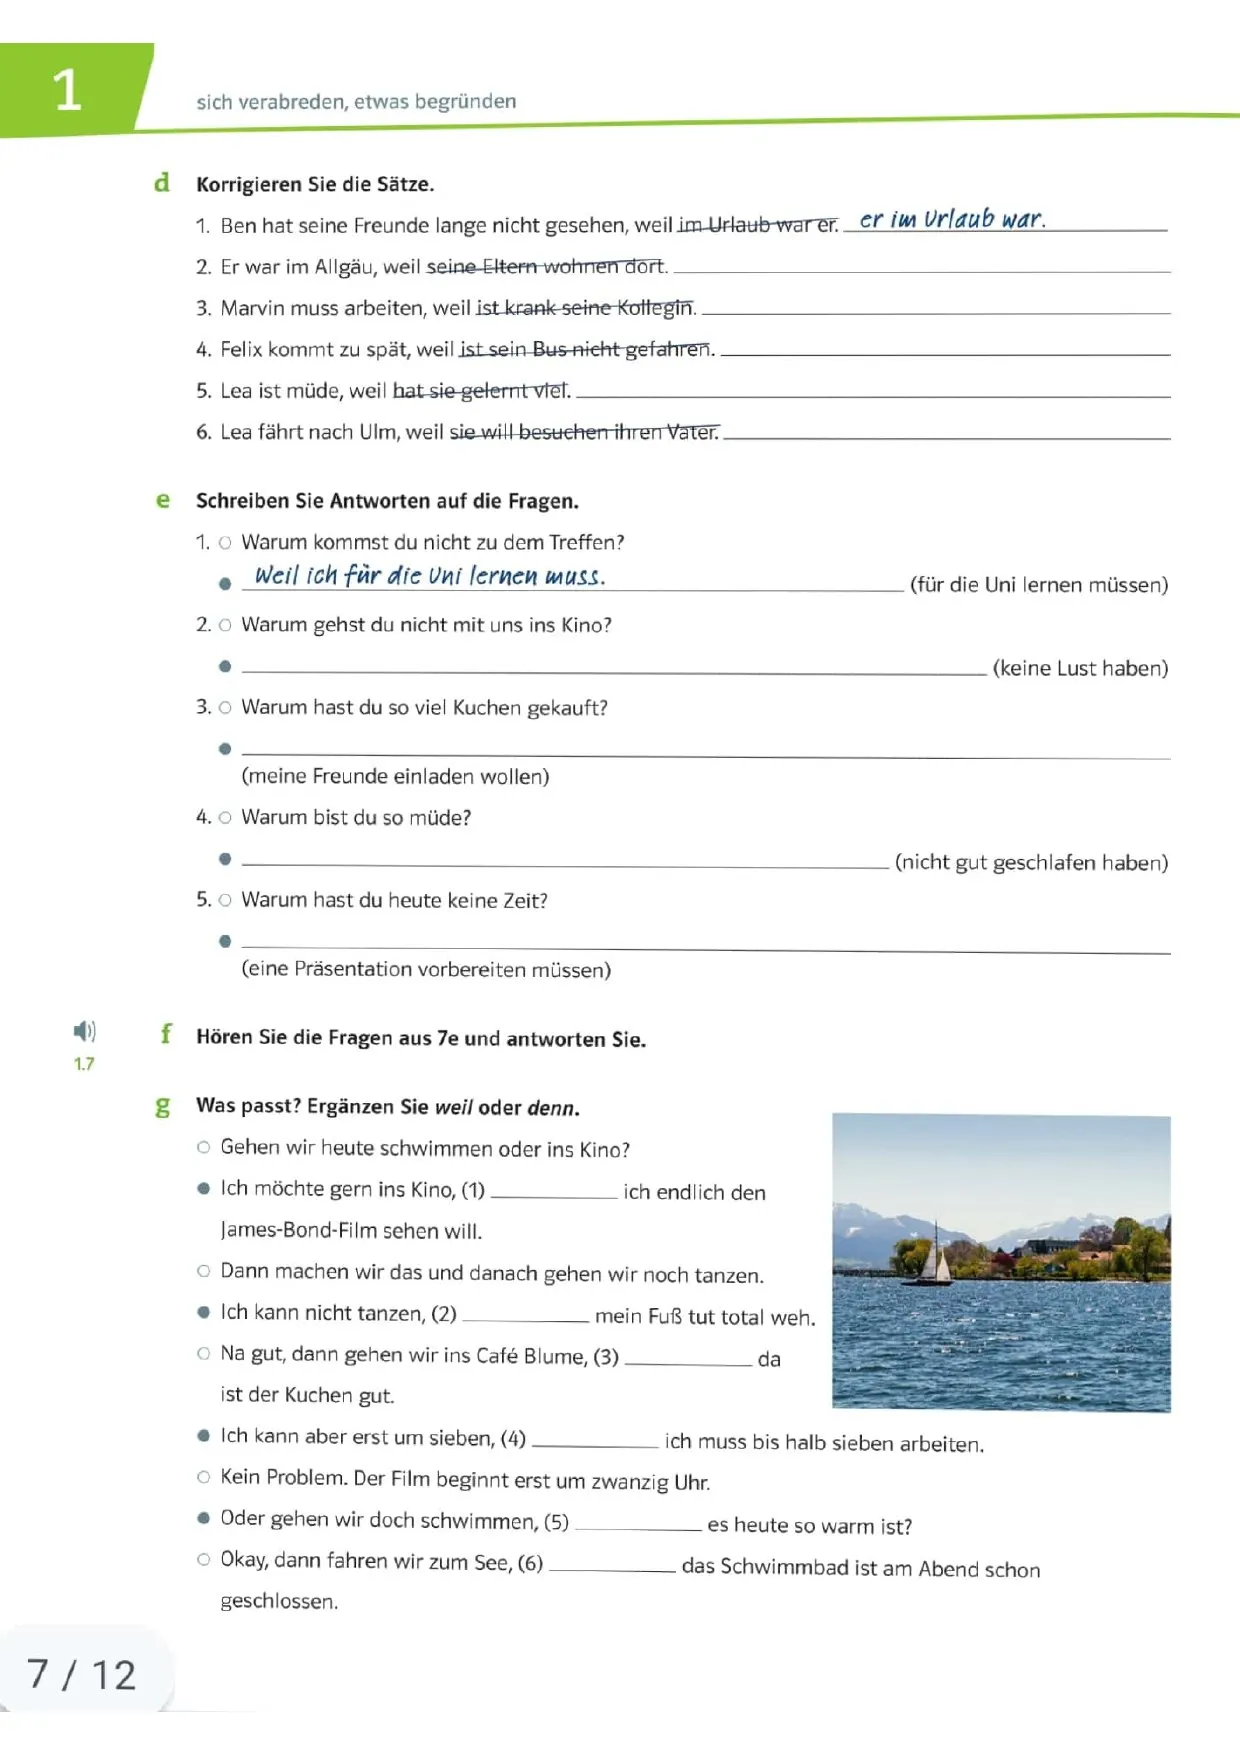 1
sich verabreden, etwas begründen
d Korrigieren Sie die Sätze.
1. Ben hat seine Freunde lange nicht gesehen, weil im Urlaub war er. er im Urlaub war.
2. Er war im Allgäu, weil seine Eltern wohnen dort.
3. Marvin muss arbeiten, weil ist krank seine Kollegin.
4. Felix kommt zu spät, weil ist sein Bus nicht gefahren.
5. Lea ist müde, weil hat sie gelernt viel.
6. Lea fährt nach Ulm, weil sie will besuchen ihren Vater.
e Schreiben Sie Antworten auf die Fragen.
1. Warum kommst du nicht zu dem Treffen?
Weil ich für die Uni lernen muss. (für die Uni lernen müssen)
2. Warum gehst du nicht mit uns ins Kino?
(keine Lust haben)
3. Warum hast du so viel Kuchen gekauft?
(meine Freunde einladen wollen)
4. Warum bist du so müde?
(nicht gut geschlafen haben)
5. Warum hast du heute keine Zeit?
(eine Präsentation vorbereiten müssen)
f Hören Sie die Fragen aus 7e und antworten Sie.
1.7
g Was passt? Ergänzen Sie weil oder denn.
Gehen wir heute schwimmen oder ins Kino?
Ich möchte gern ins Kino, (1) ich endlich den
James-Bond-Film sehen will.
Dann machen wir das und danach gehen wir noch tanzen.
Ich kann nicht tanzen, (2) mein Fuß tut total weh.
Na gut, dann gehen wir ins Café Blume, (3) da
ist der Kuchen gut.
Ich kann aber erst um sieben, (4) ich muss bis halb sieben arbeiten.
Kein Problem. Der Film beginnt erst um zwanzig Uhr.
Oder gehen wir doch schwimmen, (5) es heute so warm ist?
Okay, dann fahren wir zum See, (6) das Schwimmbad ist am Abend schon
geschlossen.
7 / 12